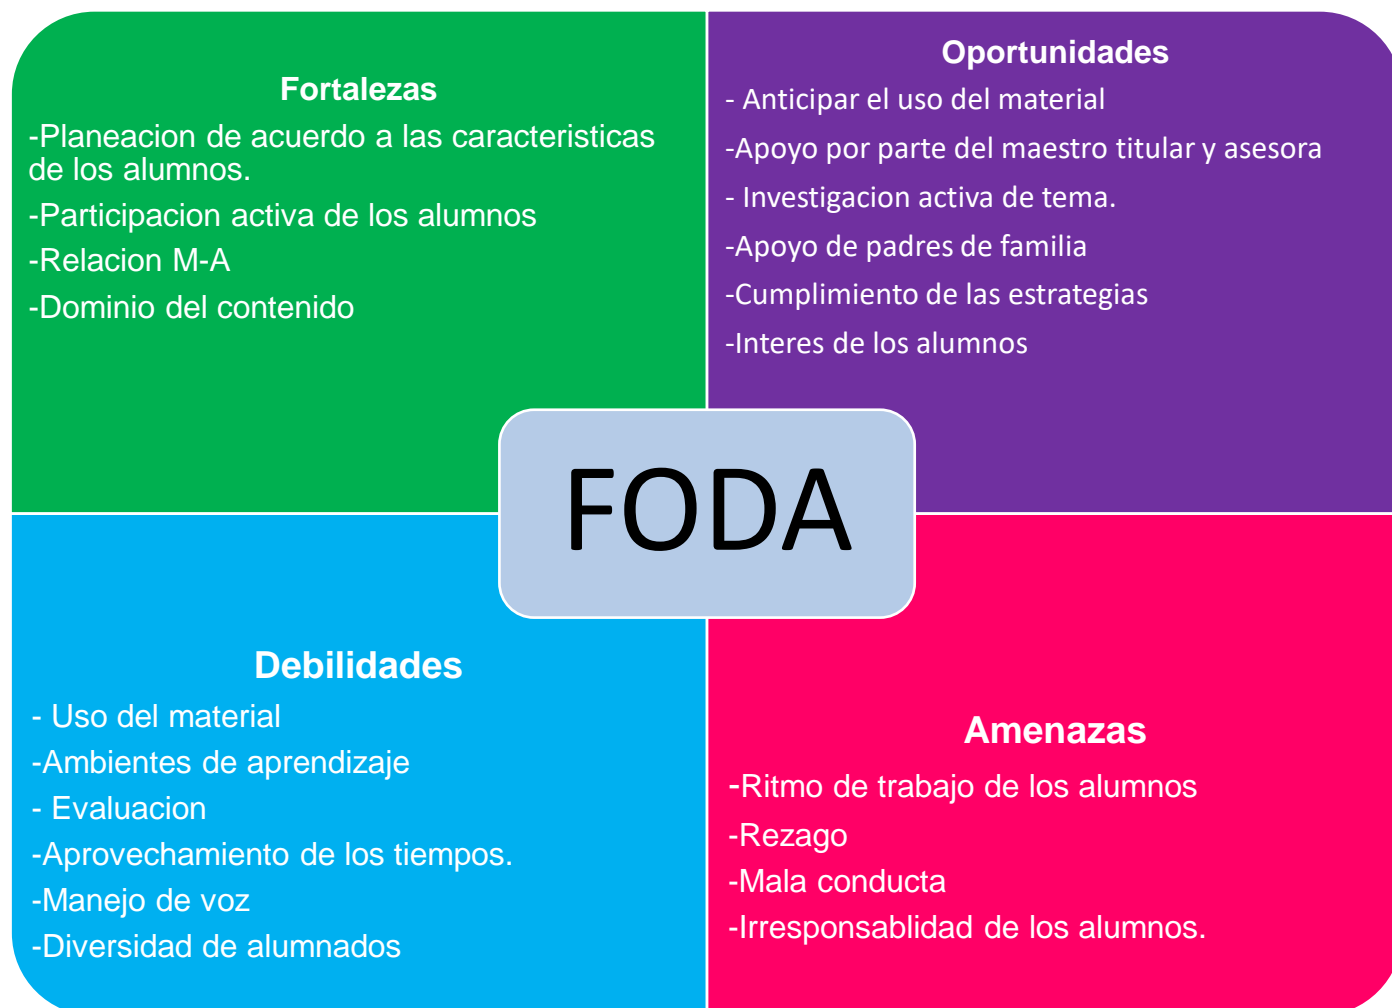 Fortalezas
-Planeacion de acuerdo a las caracteristicas
de los alumnos.
-Participacion activa de los alumnos
-Relacion M-A
-Dominio del contenido
Oportunidades
- Anticipar el uso del material
-Apoyo por parte del maestro titular y asesora
- Investigacion activa de tema.
-Apoyo de padres de familia
-Cumplimiento de las estrategias
-Interes de los alumnos
FODA
Debilidades
- Uso del material
-Ambientes de aprendizaje
- Evaluacion
-Aprovechamiento de los tiempos.
-Manejo de voz
-Diversidad de alumnados
Amenazas
-Ritmo de trabajo de los alumnos
-Rezago
-Mala conducta
-Irresponsablidad de los alumnos.